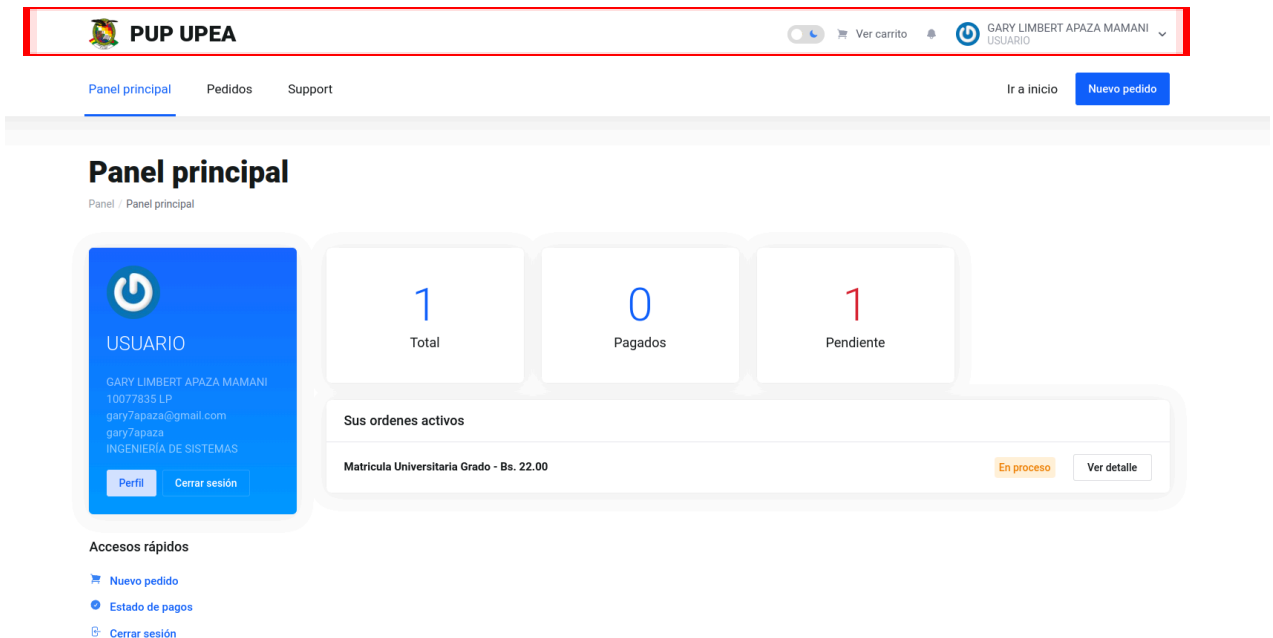 PUP UPEA
Ver carrito
GARY LIMBERT APAZA MAMANI
USUARIO
Panel principal Pedidos Support Ir a inicio Nuevo pedido
Panel principal
Panel / Panel principal
USUARIO
GARY LIMBERT APAZA MAMANI
10077835 LP
gary7apaza@gmail.com
gary7apaza
INGENIERÍA DE SISTEMAS
Perfil Cerrar sesión
1
Total
0
Pagados
1
Pendiente
Sus ordenes activos
Matricula Universitaria Grado - Bs. 22.00 En proceso Ver detalle
Accesos rápidos
Nuevo pedido
Estado de pagos
Cerrar sesión